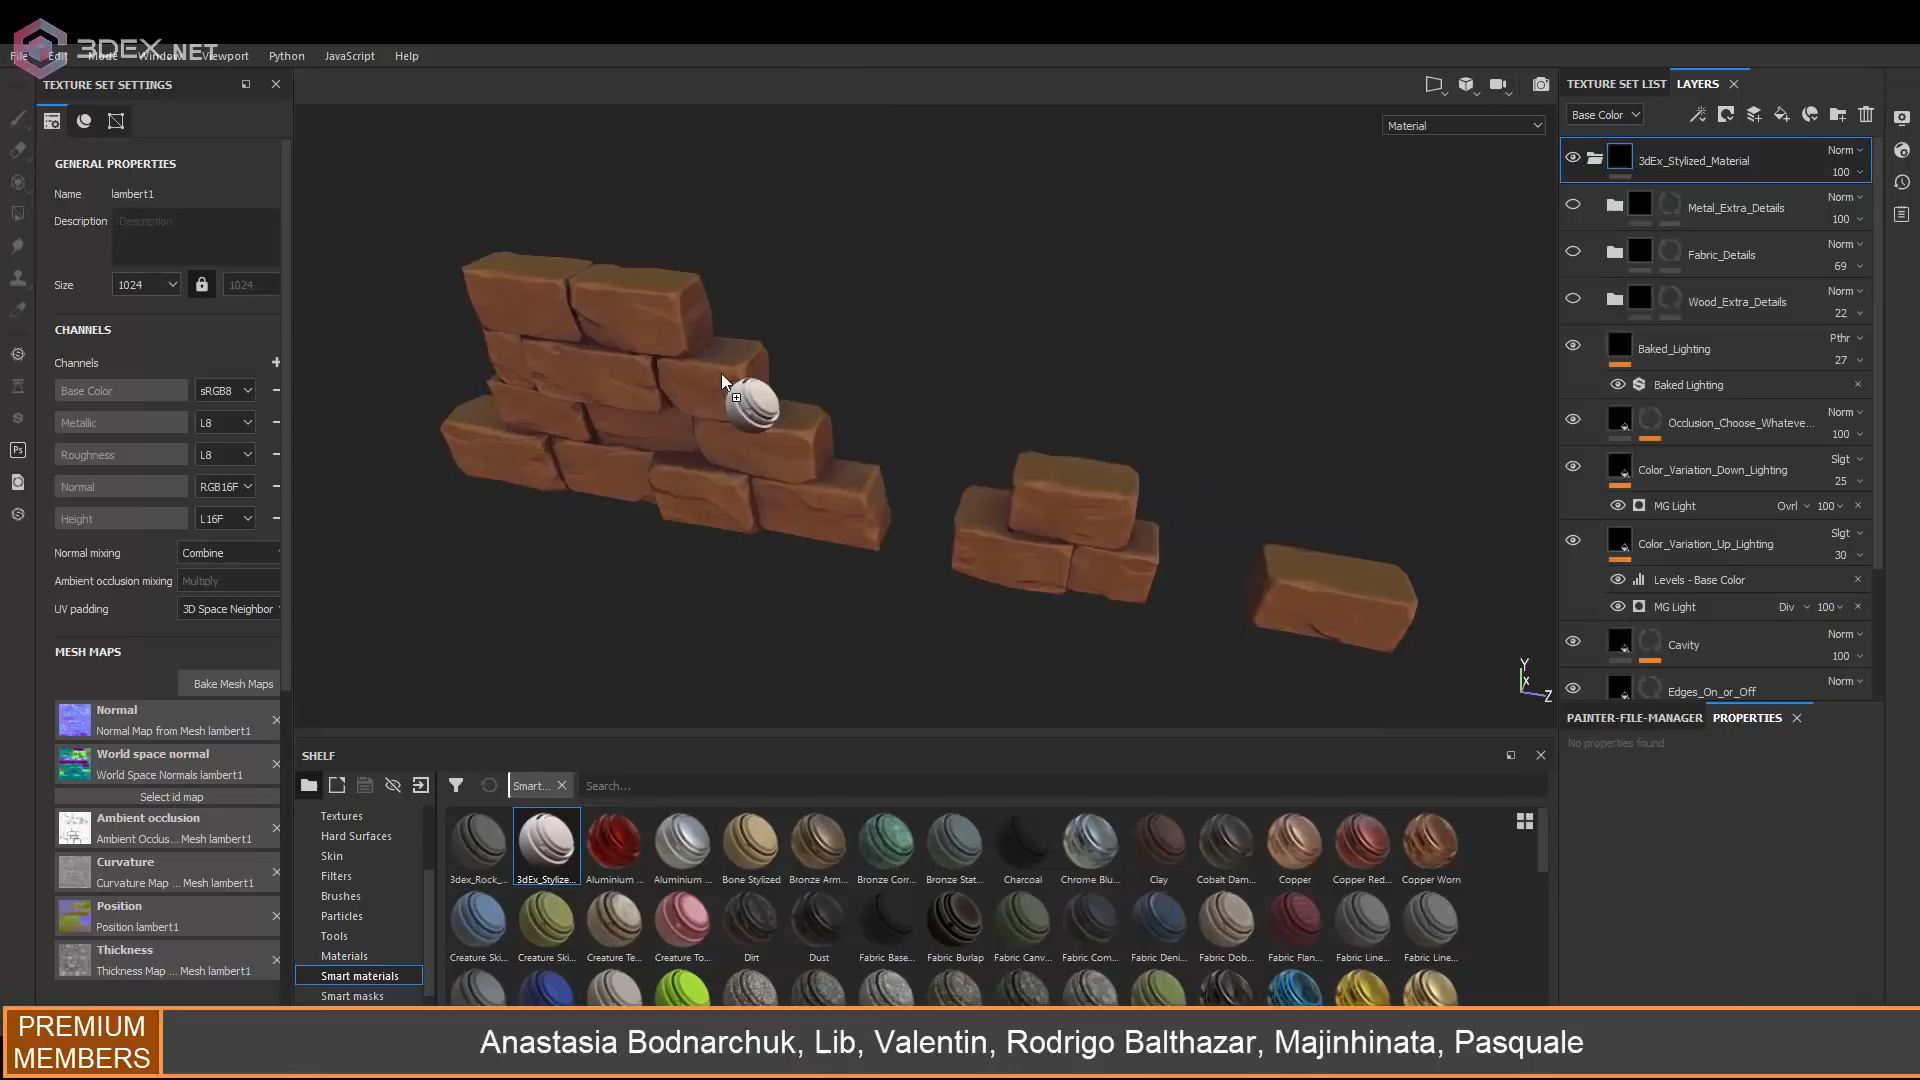 3DEX.NET
File Edit Mode Window Viewport Python JavaScript Help
TEXTURE SET SETTINGS
GENERAL PROPERTIES
Name lambert1
Description Description
Size 1024 1024
CHANNELS
Channels
Base Color sRGB8
Metallic L8
Roughness L8
Normal RGB16F
Height L16F
Normal mixing Combine
Ambient occlusion mixing Multiply
UV padding 3D Space Neighbor
MESH MAPS
Bake Mesh Maps
Normal
Normal Map from Mesh lambert1
World space normal
World Space Normals lambert1
Select id map
Ambient occlusion
Ambient Occlus... Mesh lambert1
Curvature
Curvature Map ... Mesh lambert1
Position
Position lambert1
Thickness
Thickness Map ... Mesh lambert1
Ps
Material
Y
X
Z
SHELF
Smart...
Search...
Textures
Hard Surfaces
Skin
Filters
Brushes
Particles
Tools
Materials
Smart materials
Smart masks
3dex_Rock_... 3dEx_Stylize... Aluminium ... Aluminium ... Bone Stylized Bronze Arm... Bronze Corr... Bronze Stat... Charcoal Chrome Blu... Clay Cobalt Dam... Copper Copper Red... Copper Worn
Creature Ski... Creature Ski... Creature Te... Creature To... Dirt Dust Fabric Base... Fabric Burlap Fabric Canv... Fabric Com... Fabric Deni... Fabric Dob... Fabric Flan... Fabric Line... Fabric Line...
TEXTURE SET LIST LAYERS
Base Color
3dEx_Stylized_Material Norm 100
Metal_Extra_Details Norm 100
Fabric_Details Norm 69
Wood_Extra_Details Norm 22
Baked_Lighting Pthr 27
Baked Lighting
Occlusion_Choose_Whateve... Norm 100
Color_Variation_Down_Lighting Slgt 25
MG Light Ovrl 100
Color_Variation_Up_Lighting Slgt 30
Levels - Base Color
MG Light Div 100
Cavity Norm 100
Edges_On_or_Off Norm
PAINTER-FILE-MANAGER PROPERTIES
No properties found
PREMIUM
MEMBERS
Anastasia Bodnarchuk, Lib, Valentin, Rodrigo Balthazar, Majinhinata, Pasquale